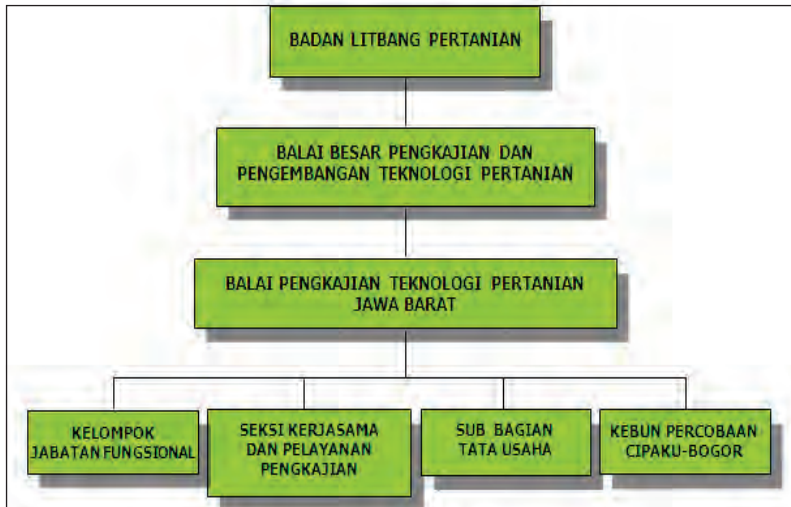 BADAN LITBANG PERTANIAN
BALAI BESAR PENGKAJIAN DAN
PENGEMBANGAN TEKNOLOGI PERTANIAN
BALAI PENGKAJIAN TEKNOLOGI PERTANIAN
JAWA BARAT
KELOMPOK
JABATAN FUNGSIONAL
SEKSI KERJASAMA
DAN PELAYANAN
PENGKAJIAN
SUB BAGIAN
TATA USAHA
KEBUN PERCOBAAN
CIPAKU-BOGOR